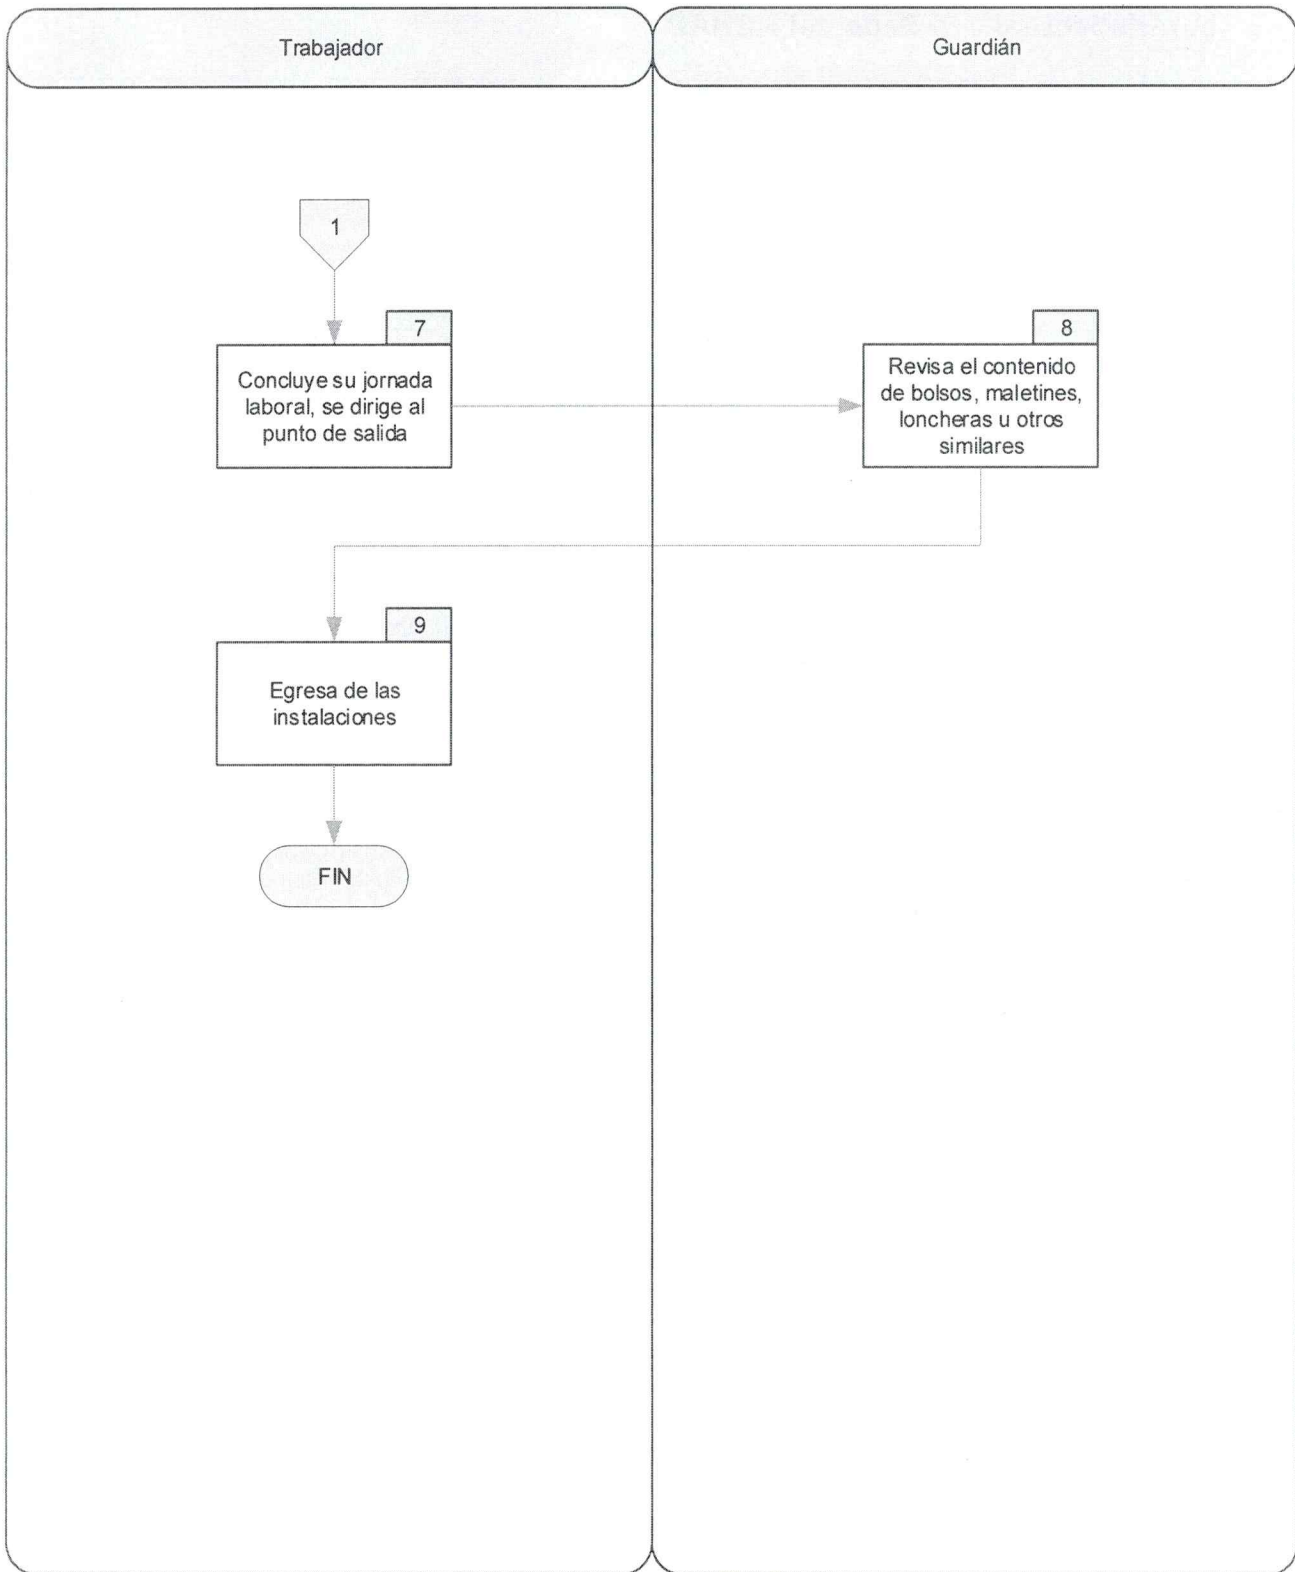 Trabajador
Guardián
1
7
Concluye su jornada
laboral, se dirige al
punto de salida
8
Revisa el contenido
de bolsos, maletines,
loncheras u otros
similares
9
Egresa de las
instalaciones
FIN